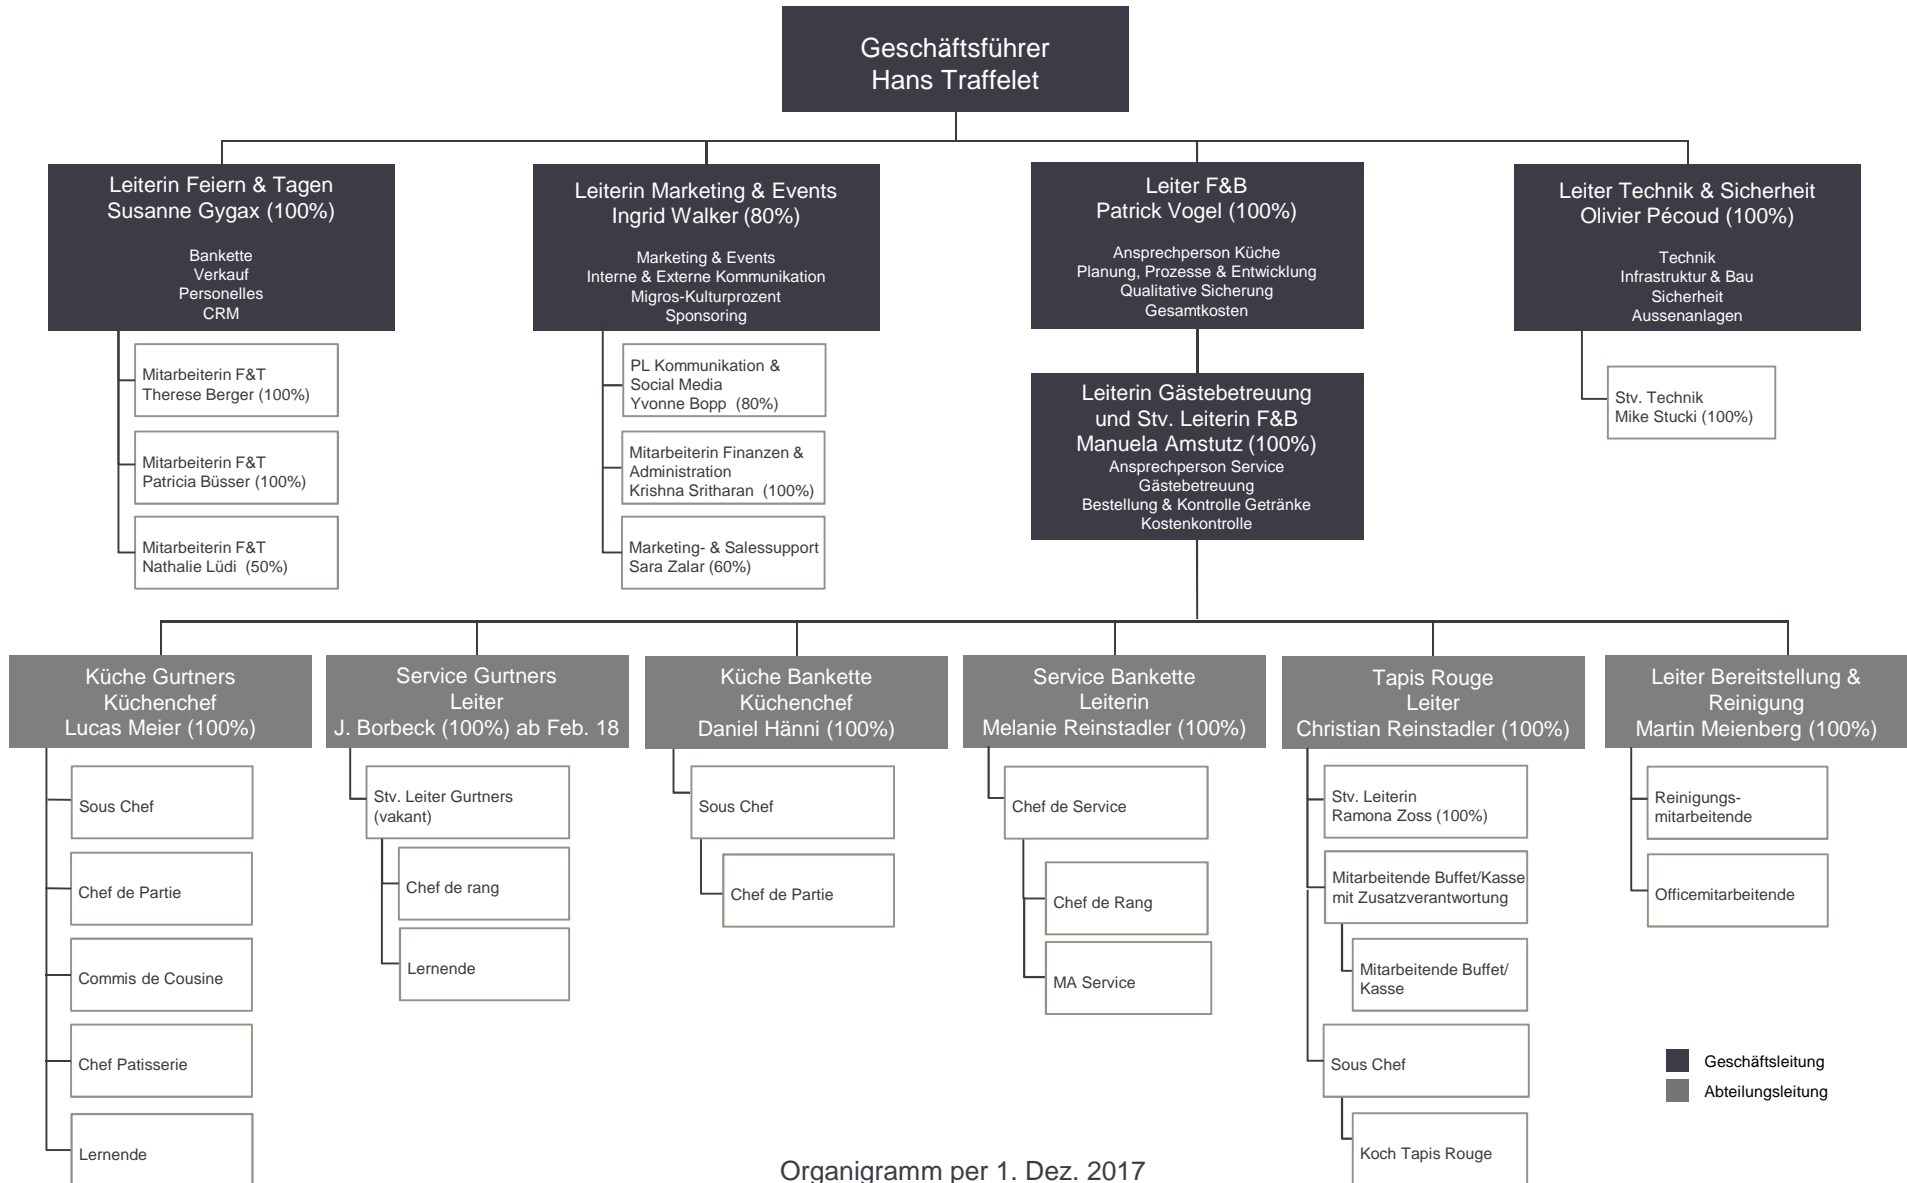 Geschäftsführer
Hans Traffelet
Leiterin Feiern & Tagen
Susanne Gygax (100%)
Bankette
Verkauf
Personelles
CRM
Leiterin Marketing & Events
Ingrid Walker (80%)
Marketing & Events
Interne & Externe Kommunikation
Migros-Kulturprozent
Sponsoring
Leiter F&B
Patrick Vogel (100%)
Ansprechperson Küche
Planung, Prozesse & Entwicklung
Qualitative Sicherung
Gesamtkosten
Leiter Technik & Sicherheit
Olivier Pécoud (100%)
Technik
Infrastruktur & Bau
Sicherheit
Aussenanlagen
Mitarbeiterin F&T
Therese Berger (100%)
Mitarbeiterin F&T
Patricia Büsser (100%)
Mitarbeiterin F&T
Nathalie Lüdi (50%)
PL Kommunikation &
Social Media
Yvonne Bopp (80%)
Mitarbeiterin Finanzen &
Administration
Krishna Sritharan (100%)
Marketing- & Salessupport
Sara Zalar (60%)
Leiterin Gästebetreuung
und Stv. Leiterin F&B
Manuela Amstutz (100%)
Ansprechperson Service
Gästebetreuung
Bestellung & Kontrolle Getränke
Kostenkontrolle
Stv. Technik
Mike Stucki (100%)
Küche Gurtners
Küchenchef
Lucas Meier (100%)
Sous Chef
Chef de Partie
Commis de Cousine
Chef Patisserie
Lernende
Service Gurtners
Leiter
J. Borbeck (100%) ab Feb. 18
Stv. Leiter Gurtners
(vakant)
Chef de rang
Lernende
Küche Bankette
Küchenchef
Daniel Hänni (100%)
Sous Chef
Chef de Partie
Service Bankette
Leiterin
Melanie Reinstadler (100%)
Chef de Service
Chef de Rang
MA Service
Tapis Rouge
Leiter
Christian Reinstadler (100%)
Stv. Leiterin
Ramona Zoss (100%)
Mitarbeitende Buffet/Kasse
mit Zusatzverantwortung
Mitarbeitende Buffet/
Kasse
Sous Chef
Koch Tapis Rouge
Leiter Bereitstellung &
Reinigung
Martin Meienberg (100%)
Reinigungs-
mitarbeitende
Officemitarbeitende
Geschäftsleitung
Abteilungsleitung
Organigramm per 1. Dez. 2017